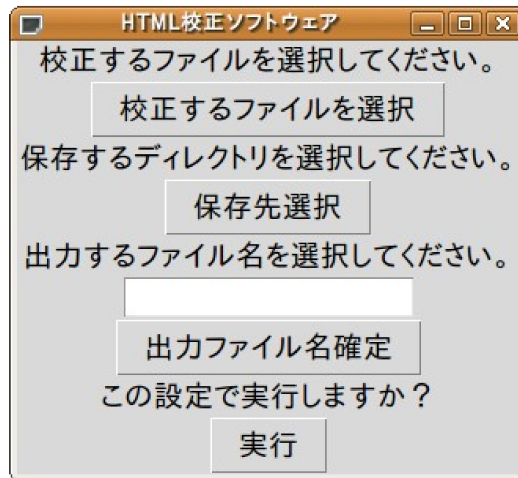 HTML校正ソフトウェア
校正するファイルを選択してください。
校正するファイルを選択
保存するディレクトリを選択してください。
保存先選択
出力するファイル名を選択してください。
出力ファイル名確定
この設定で実行しますか？
実行